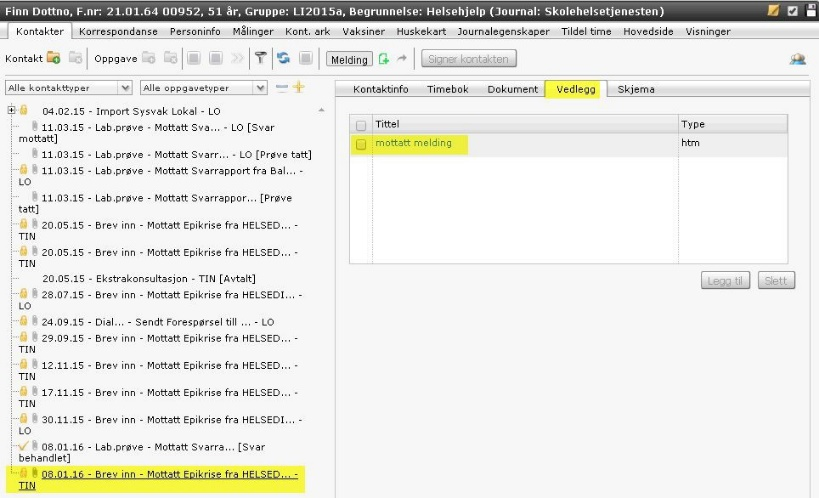 Finn Dottno, F.nr: 21.01.64 00952, 51 år, Gruppe: LI2015a, Begrunnelse: Helsehjelp (Journal: Skolehelsetjenesten)
Kontakter Korrespondanse Personinfo Målinger Kont. ark Vaksiner Huskekart Journalegenskaper Tildel time Hovedside Visninger
Kontakt Oppgave Melding Signer kontakten
Alle kontakttyper Alle oppgavetyper
Kontaktinfo Timebok Dokument Vedlegg Skjema
04.02.15 - Import Sysvak Lokal - LO
11.03.15 - Lab.prøve - Mottatt Sva... - LO [Svar
mottatt]
11.03.15 - Lab.prøve - Mottatt Svarr... - LO [Prøve tatt]
11.03.15 - Lab.prøve - Mottatt Svarrapport fra Bal... -
LO
11.03.15 - Lab.prøve - Mottatt Svarrappor... [Prøve
tatt]
20.05.15 - Brev inn - Mottatt Epikrise fra HELSED... -
TIN
20.05.15 - Brev inn - Mottatt Epikrise fra HELSED... -
TIN
20.05.15 - Ekstrakonsultasjon - TIN [Avtalt]
28.07.15 - Brev inn - Mottatt Epikrise fra HELSEDI... -
LO
24.09.15 - Dial... - Sendt Forespørsel till ... - LO
29.09.15 - Brev inn - Mottatt Epikrise fra HELSED... -
TIN
12.11.15 - Brev inn - Mottatt Epikrise fra HELSED... -
TIN
17.11.15 - Brev inn - Mottatt Epikrise fra HELSED... -
TIN
30.11.15 - Brev inn - Mottatt Epikrise fra HELSEDI... -
LO
08.01.16 - Lab.prøve - Mottatt Svarra... [Svar
behandlet]
08.01.16 - Brev inn - Mottatt Epikrise fra HELSED... -
TIN
Tittel Type
mottatt melding htm
Legg til Slett